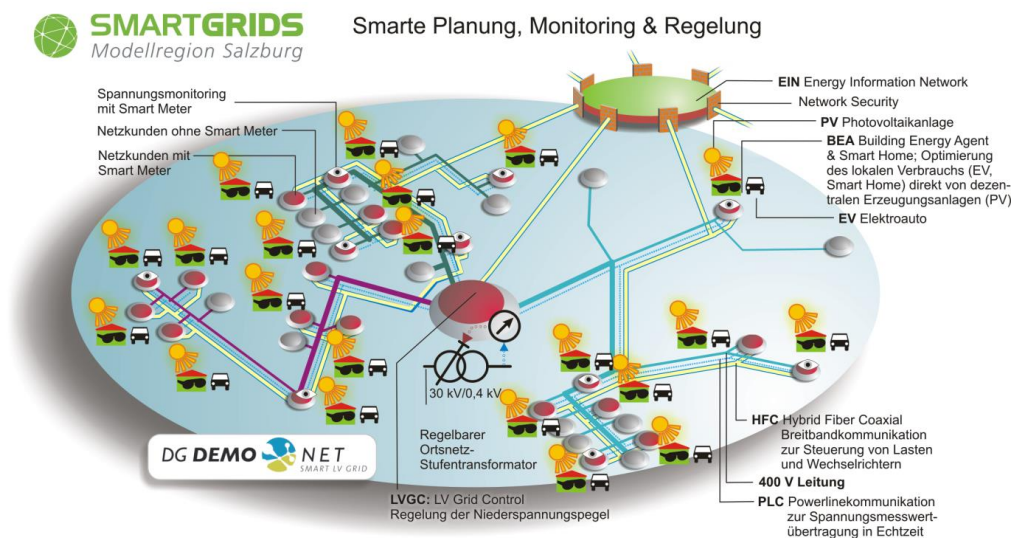 SMARTGRIDS
Modellregion Salzburg
Smarte Planung, Monitoring & Regelung
Spannungsmonitoring
mit Smart Meter
Netzkunden ohne Smart Meter
Netzkunden mit
Smart Meter
EIN Energy Information Network
Network Security
PV Photovoltaikanlage
BEA Building Energy Agent
& Smart Home; Optimierung
des lokalen Verbrauchs (EV,
Smart Home) direkt von dezen-
tralen Erzeugungsanlagen (PV)
EV Elektroauto
30 kV/0,4 kV
Regelbarer
Ortsnetz-
Stufentransformator
LVGC: LV Grid Control
Regelung der Niederspannungspegel
DG DEMO NET
SMART LV GRID
HFC Hybrid Fiber Coaxial
Breitbandkommunikation
zur Steuerung von Lasten
und Wechselrichtern
400 V Leitung
PLC Powerlinekommunikation
zur Spannungsmesswert-
übertragung in Echtzeit